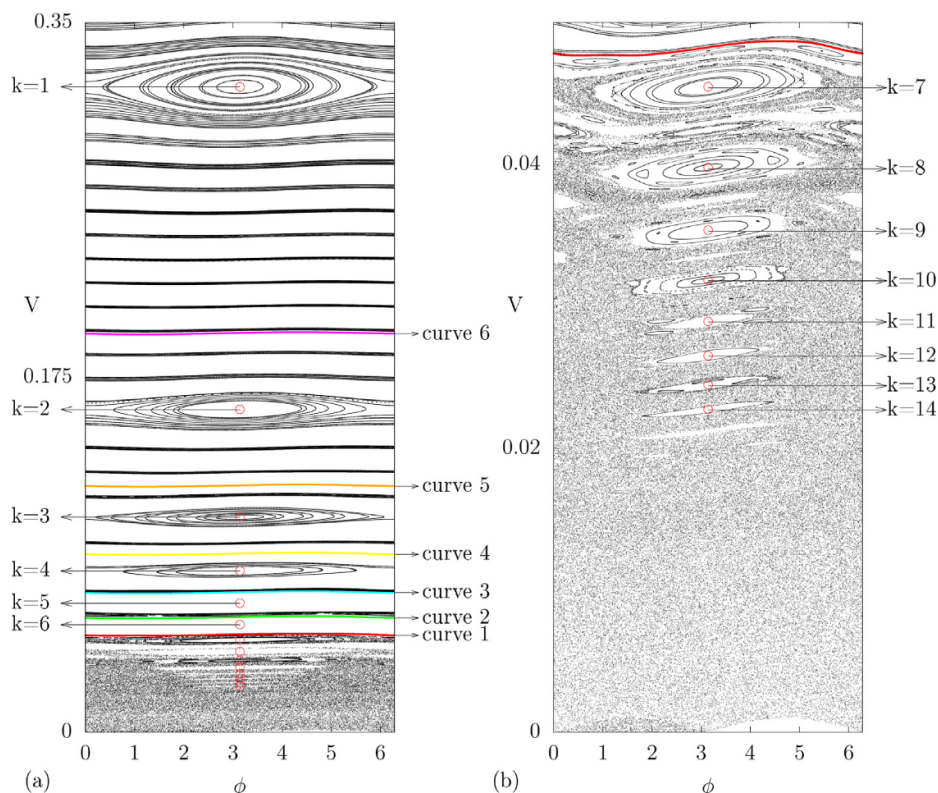 0.35
k=1
V
curve 6
0.175
k=2
curve 5
k=3
curve 4
k=4
curve 3
k=5
curve 2
k=6
curve 1
0
0 1 2 3 4 5 6
(a)
ϕ
k=7
0.04
k=8
k=9
k=10
V
k=11
k=12
k=13
k=14
0.02
0
0 1 2 3 4 5 6
(b)
ϕ